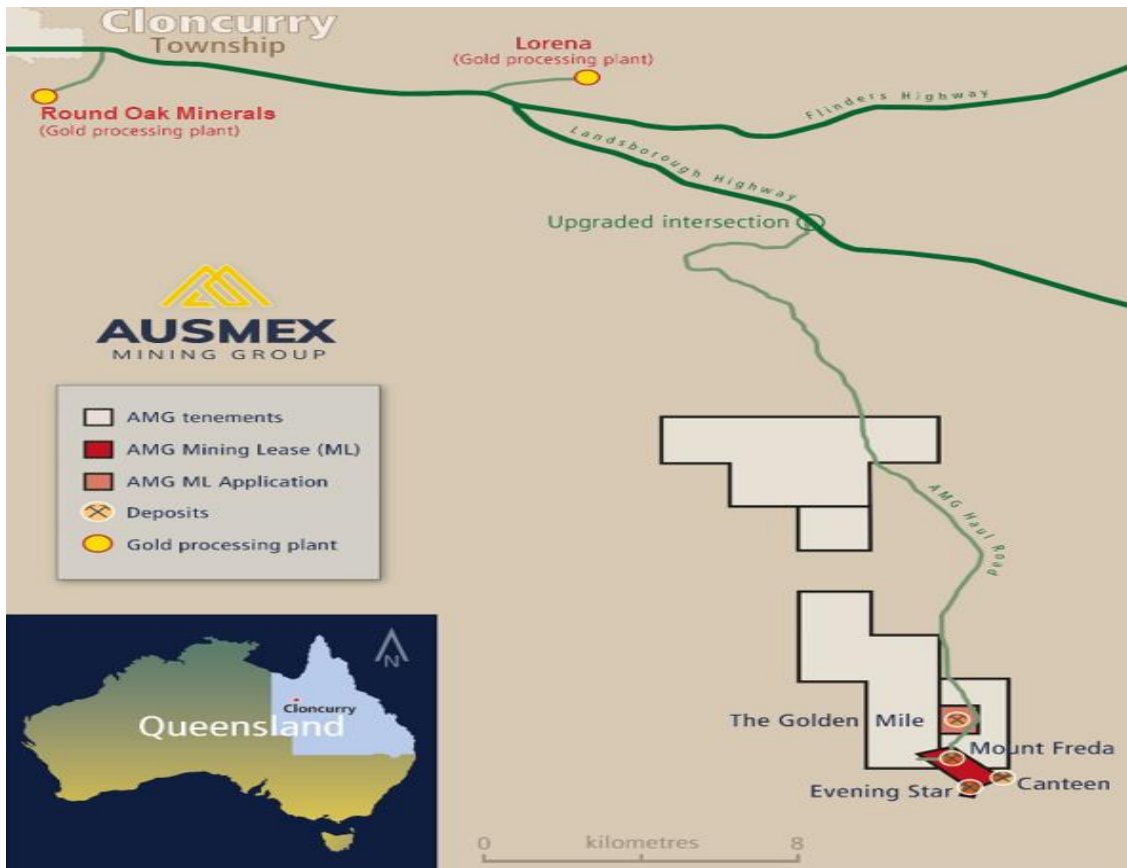 Cloncurry
Township
Lorena
(Gold processing plant)
Round Oak Minerals
(Gold processing plant)
Flinders Highway
Landsborough Highway
Upgraded intersection
AUSMEX
MINING GROUP
AMG tenements
AMG Mining Lease (ML)
AMG ML Application
Deposits
Gold processing plant
AMG Haul Road
N
Cloncurry
Queensland
The Golden Mile
Mount Freda
Canteen
Evening Star
0 kilometres 8